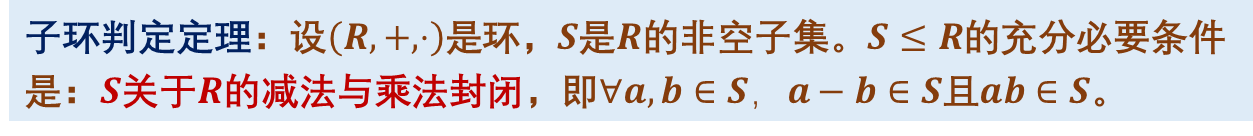 子环判定定理：设(R,+,·)是环，S是R的非空子集。S ≤ R的充分必要条件
是：S关于R的减法与乘法封闭，即∀a,b ∈ S，a − b ∈ S且ab ∈ S。